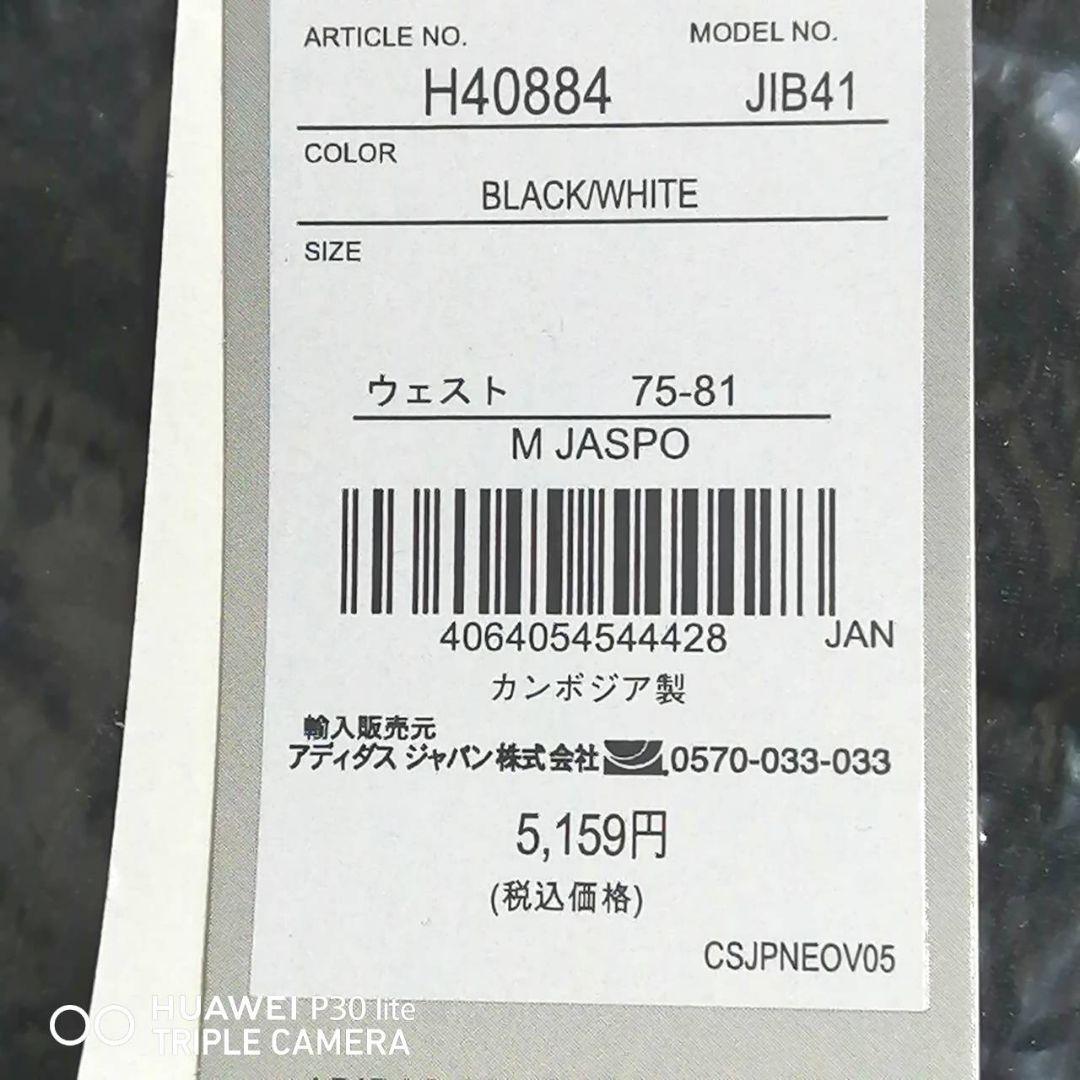 ARTICLE NO. MODEL NO.
H40884 JIB41
COLOR
BLACK/WHITE
SIZE
ウェスト 75-81
M JASPO
4064054544428 JAN
カンボジア製
輸入販売元
アディダス ジャパン株式会社 0570-033-033
5,159円
(税込価格)
CSJPNEOV05
HUAWEI P30 lite
TRIPLE CAMERA